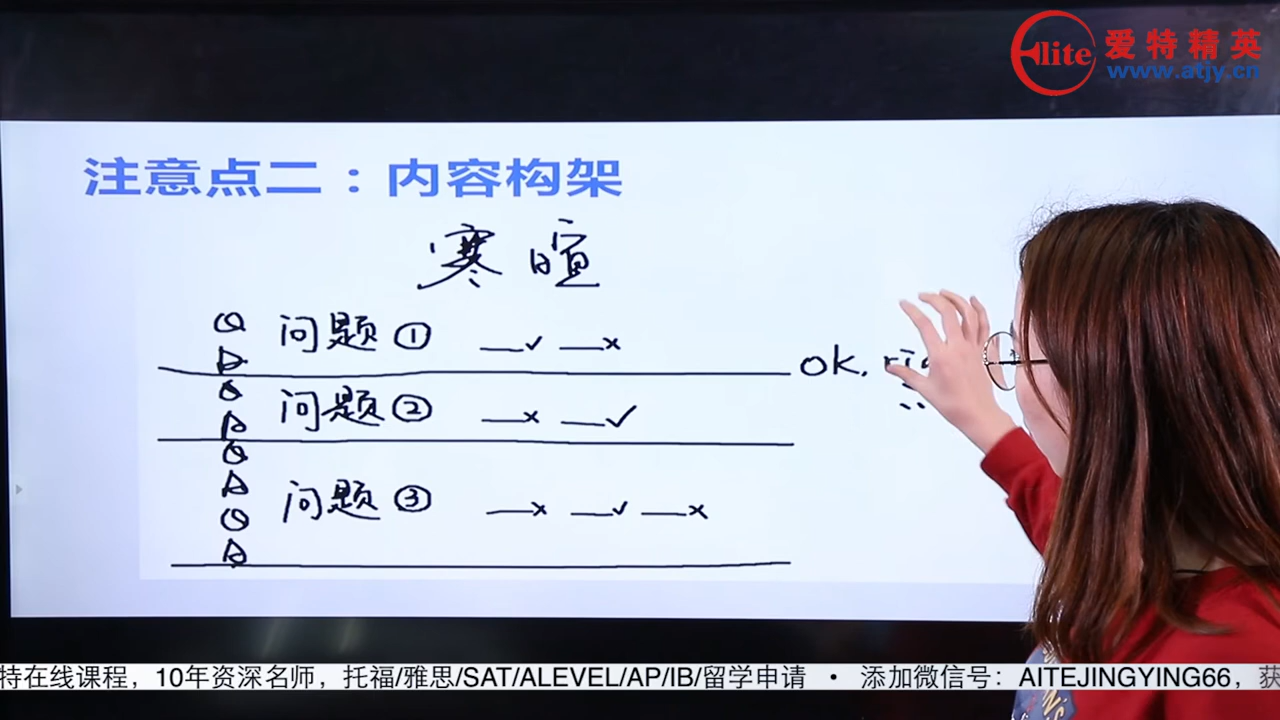 Elite 爱特精英
www.atjy.cn
注意点二：内容构架
寒暄
Q 问题① ✓ ×
A
ok, rig
Q 问题② × ✓
A
Q
A 问题③ × ✓ ×
Q
A
特在线课程，10年资深名师，托福/雅思/SAT/ALEVEL/AP/IB/留学申请 • 添加微信号：AITEJINGYING66，获